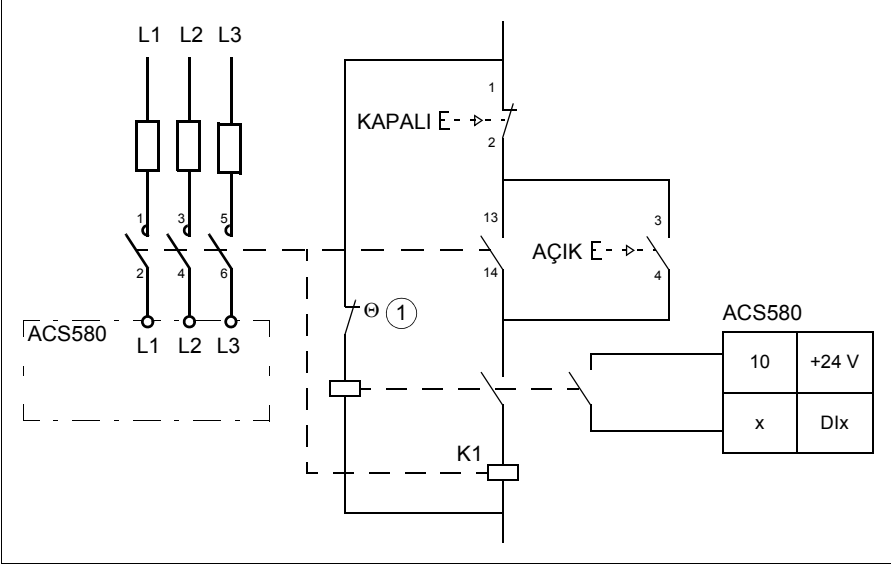 L1 L2 L3
1
KAPALI
2
1 3 5
13
3
AÇIK
2 4 6
14
4
Θ 1
ACS580
ACS580
L1 L2 L3
10 +24 V
x DIx
K1